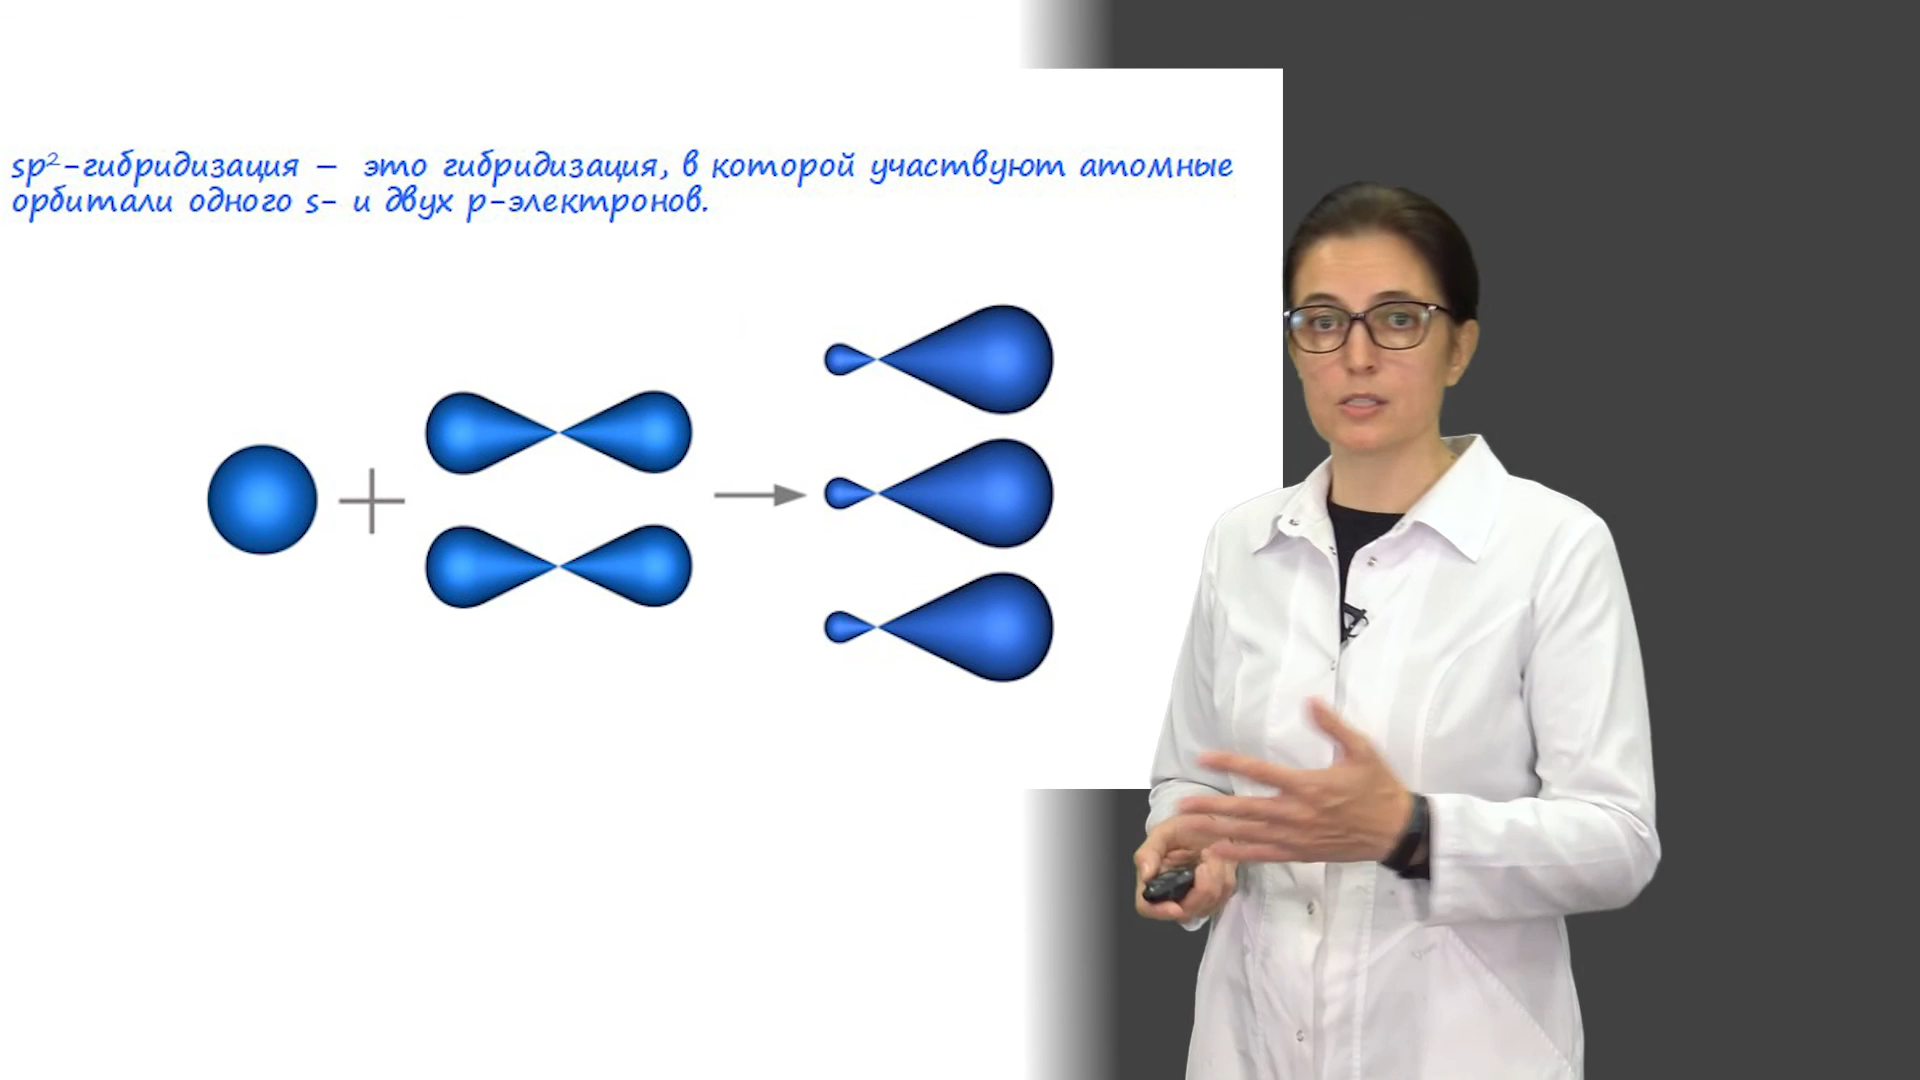 sp²-гибридизация – это гибридизация, в которой участвуют атомные
орбитали одного s- и двух p-электронов.